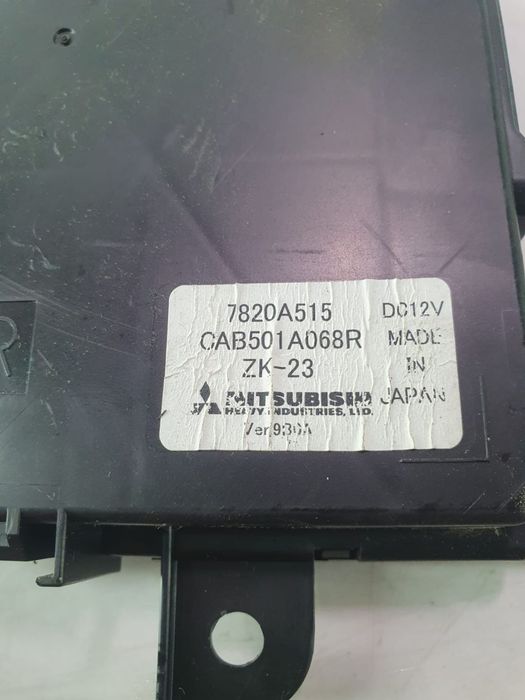 7820A515 DC12V
CAB501A068R MADE
ZK-23 IN
MITSUBISHI JAPAN
HEAVY INDUSTRIES, LTD.
R